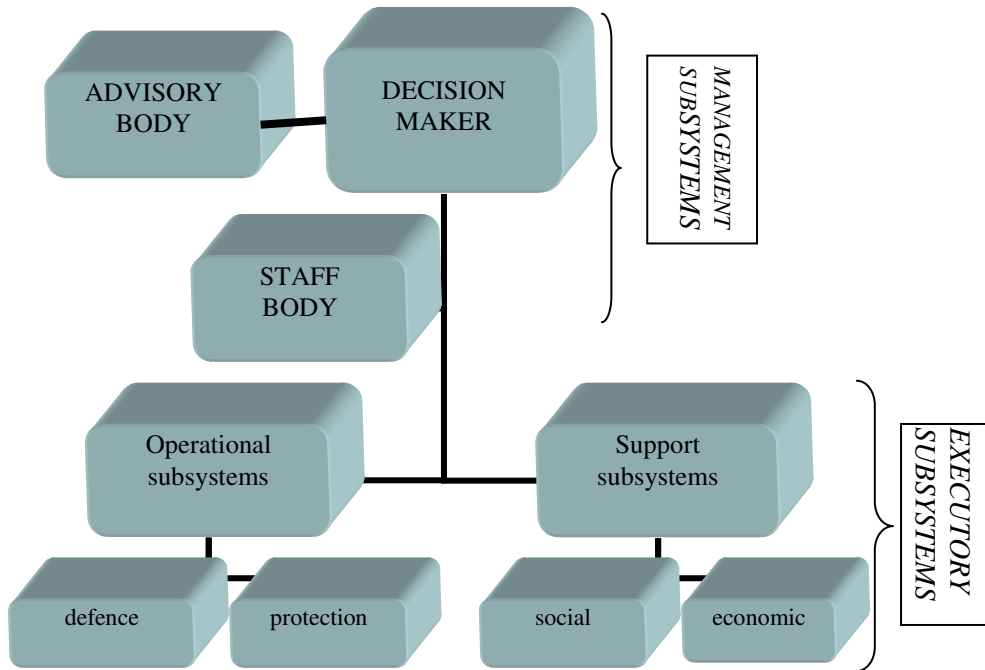 ADVISORY
BODY
DECISION
MAKER
MANAGEMENT
SUBSYSTEMS
STAFF
BODY
Operational
subsystems
Support
subsystems
EXECUTORY
SUBSYSTEMS
defence
protection
social
economic